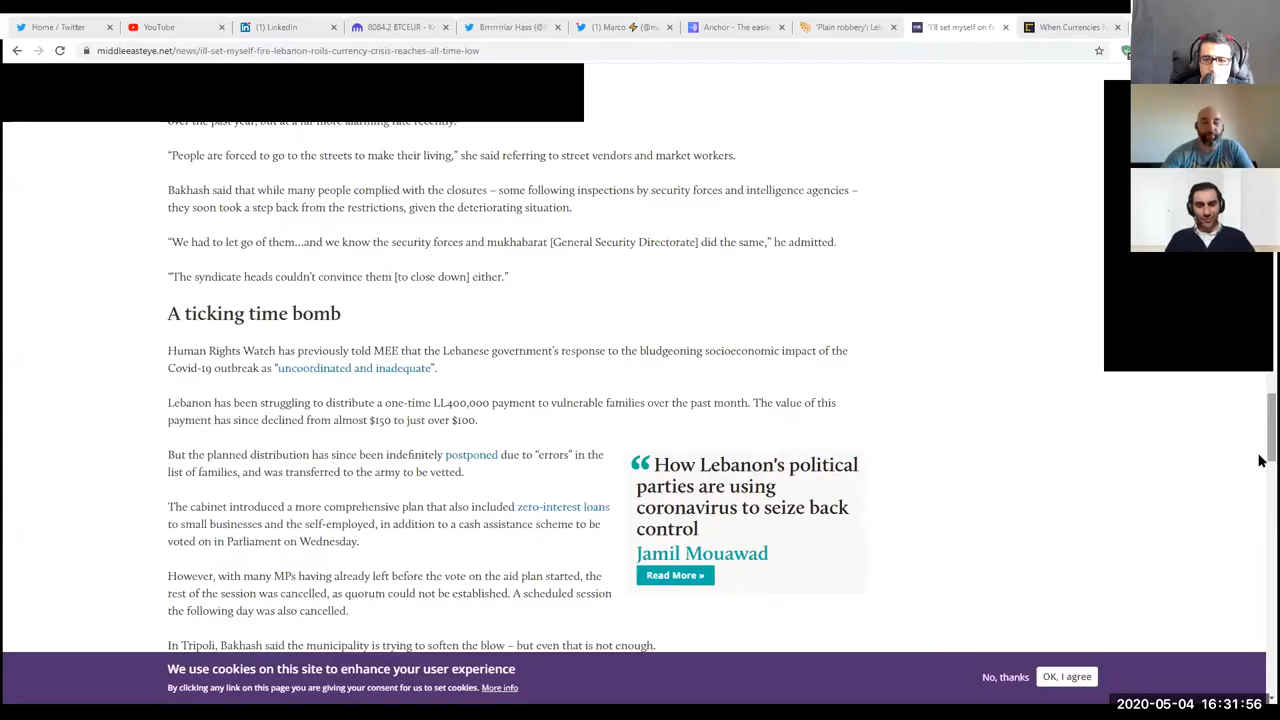 Home / Twitter
YouTube
(1) LinkedIn
8084.2 BTCEUR - K
Brrrrrriar Hass (@
(1) Marco ⚡ (@m
Anchor - The easie
'Plain robbery': Leb
'I'll set myself on fi
When Currencies F
middleeasteye.net/news/ill-set-myself-fire-lebanon-roils-currency-crisis-reaches-all-time-low
over the past year, but at a far more alarming rate recently.
“People are forced to go to the streets to make their living,” she said referring to street vendors and market workers.
Bakhash said that while many people complied with the closures – some following inspections by security forces and intelligence agencies –
they soon took a step back from the restrictions, given the deteriorating situation.
“We had to let go of them...and we know the security forces and mukhabarat [General Security Directorate] did the same,” he admitted.
“The syndicate heads couldn’t convince them [to close down] either.”
A ticking time bomb
Human Rights Watch has previously told MEE that the Lebanese government’s response to the bludgeoning socioeconomic impact of the
Covid-19 outbreak as “uncoordinated and inadequate”.
Lebanon has been struggling to distribute a one-time LL400,000 payment to vulnerable families over the past month. The value of this
payment has since declined from almost $150 to just over $100.
But the planned distribution has since been indefinitely postponed due to “errors” in the
list of families, and was transferred to the army to be vetted.
The cabinet introduced a more comprehensive plan that also included zero-interest loans
to small businesses and the self-employed, in addition to a cash assistance scheme to be
voted on in Parliament on Wednesday.
However, with many MPs having already left before the vote on the aid plan started, the
rest of the session was cancelled, as quorum could not be established. A scheduled session
the following day was also cancelled.
In Tripoli, Bakhash said the municipality is trying to soften the blow – but even that is not enough.
“ How Lebanon's political
parties are using
coronavirus to seize back
control
Jamil Mouawad
Read More »
We use cookies on this site to enhance your user experience
By clicking any link on this page you are giving your consent for us to set cookies. More info
No, thanks
OK, I agree
2020-05-04 16:31:56